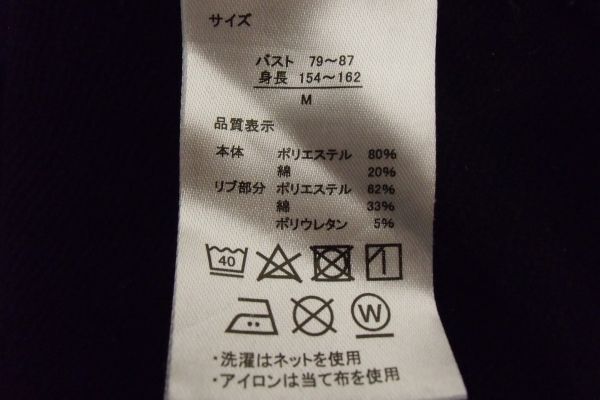 サイズ
バスト 79～87
身長 154～162
M
品質表示
本体 ポリエステル 80%
綿 20%
リブ部分 ポリエステル 62%
綿 33%
ポリウレタン 5%
40
W
・洗濯はネットを使用
・アイロンは当て布を使用